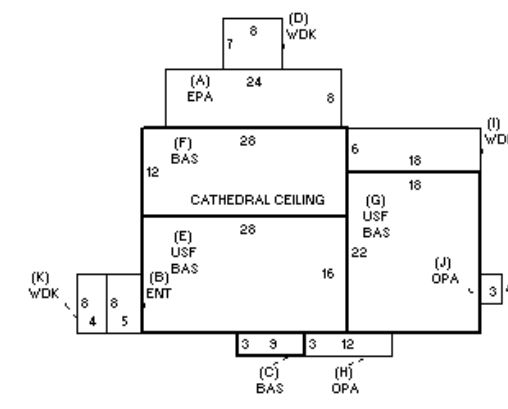 (D)
8
WDK
7
(A)
24
EPA
8
(I)
(F)
28
6
BAS
18
12
18
(G)
CATHEDRAL CEILING
USF
28
BAS
(E)
USF
22
BAS
16
(J)
OPA
(K)
(B)
WDK
ENT
3
8
8
4
5
3
9
3
12
(C)
(H)
BAS
OPA